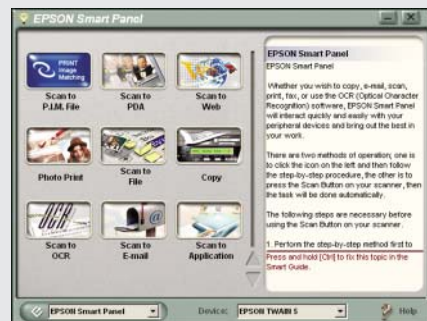 EPSON Smart Panel
PRINT
Image
Matching
Scan to
P.I.M. File
Scan to
PDA
Web
Scan to
Web
Photo Print
Scan to
File
Copy
OCR
Scan to
OCR
@
Scan to
E-mail
Scan to
Application
EPSON Smart Panel
EPSON Smart Panel
Whether you wish to copy, e-mail, scan,
print, fax, or use the OCR (Optical Character
Recognition) software, EPSON Smart Panel
will interact quickly and easily with your
peripheral devices and bring out the best in
your work.
There are two methods of operation; one is
to click the icon on the left and then follow
the step-by-step procedure, the other is to
press the Scan Button on your scanner, then
the task will be done automatically.
The following steps are necessary before
using the Scan Button on your scanner.
1. Perform the step-by-step method first to
Press and hold [Ctrl] to fix this topic in the
Smart Guide.
EPSON Smart Panel
Device:
EPSON TWAIN 5
Help